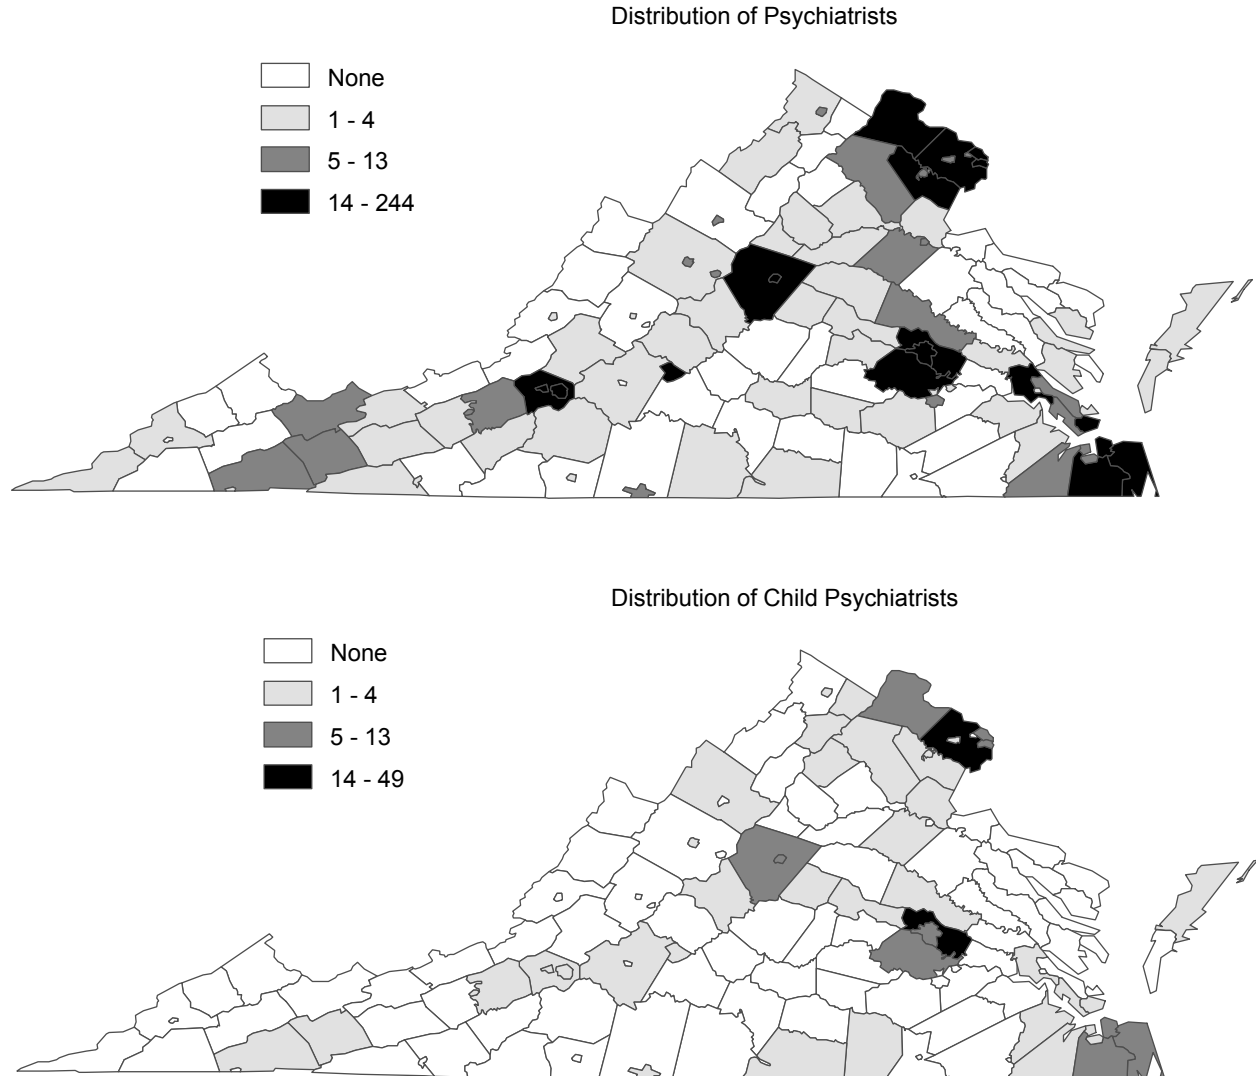 Distribution of Psychiatrists
None
1 - 4
5 - 13
14 - 244
Distribution of Child Psychiatrists
None
1 - 4
5 - 13
14 - 49